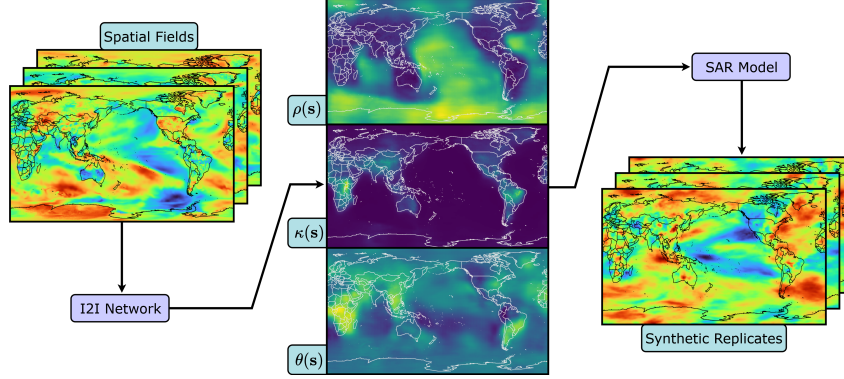 Spatial Fields
I2I Network
ρ(s)
κ(s)
θ(s)
SAR Model
Synthetic Replicates